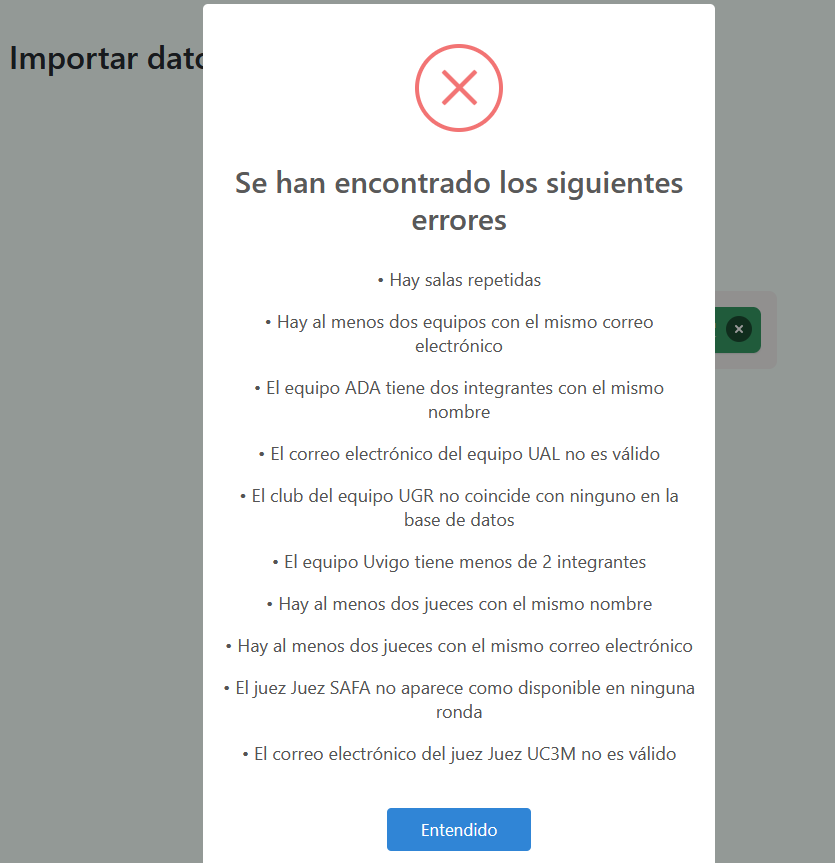 Importar dato
Se han encontrado los siguientes
errores
• Hay salas repetidas
• Hay al menos dos equipos con el mismo correo
electrónico
• El equipo ADA tiene dos integrantes con el mismo
nombre
• El correo electrónico del equipo UAL no es válido
• El club del equipo UGR no coincide con ninguno en la
base de datos
• El equipo Uvigo tiene menos de 2 integrantes
• Hay al menos dos jueces con el mismo nombre
• Hay al menos dos jueces con el mismo correo electrónico
• El juez Juez SAFA no aparece como disponible en ninguna
ronda
• El correo electrónico del juez Juez UC3M no es válido
Entendido